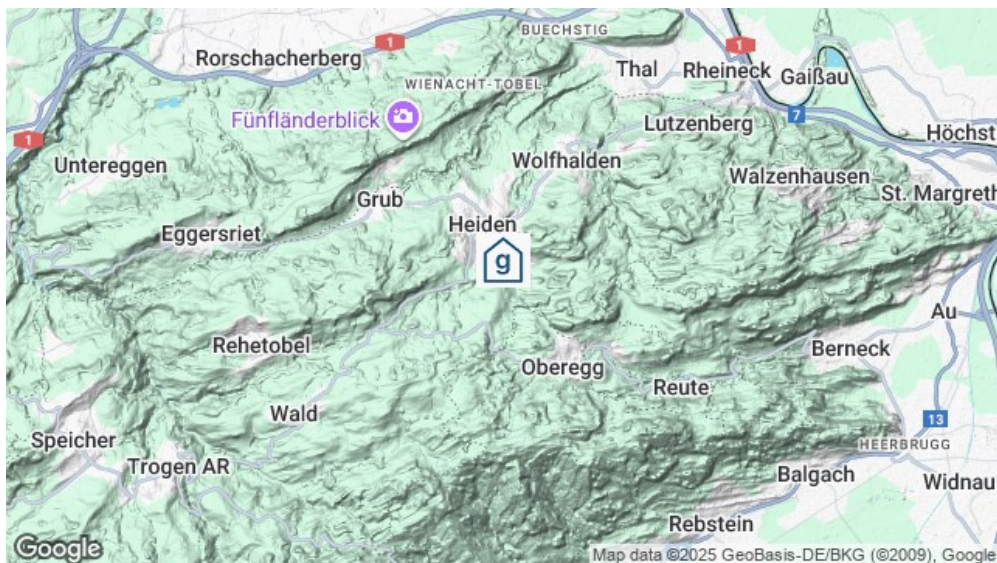 BUECHSTIG
1
Rorschacherberg
1
Thal
Rheineck
Gaißau
WIENACHT-TOBEL
Fünfländerblick
7
Lutzenberg
Höchst
1
Untereggen
Wolfhalden
Walzenhausen
St. Margreth
Grub
Heiden
Eggersriet
g
Au
Rehetobel
Berneck
Oberegg
Reute
Wald
13
Speicher
HEERBRUGG
Trogen AR
Balgach
Widnau
Rebstein
Google
Map data ©2025 GeoBasis-DE/BKG (©2009), Google